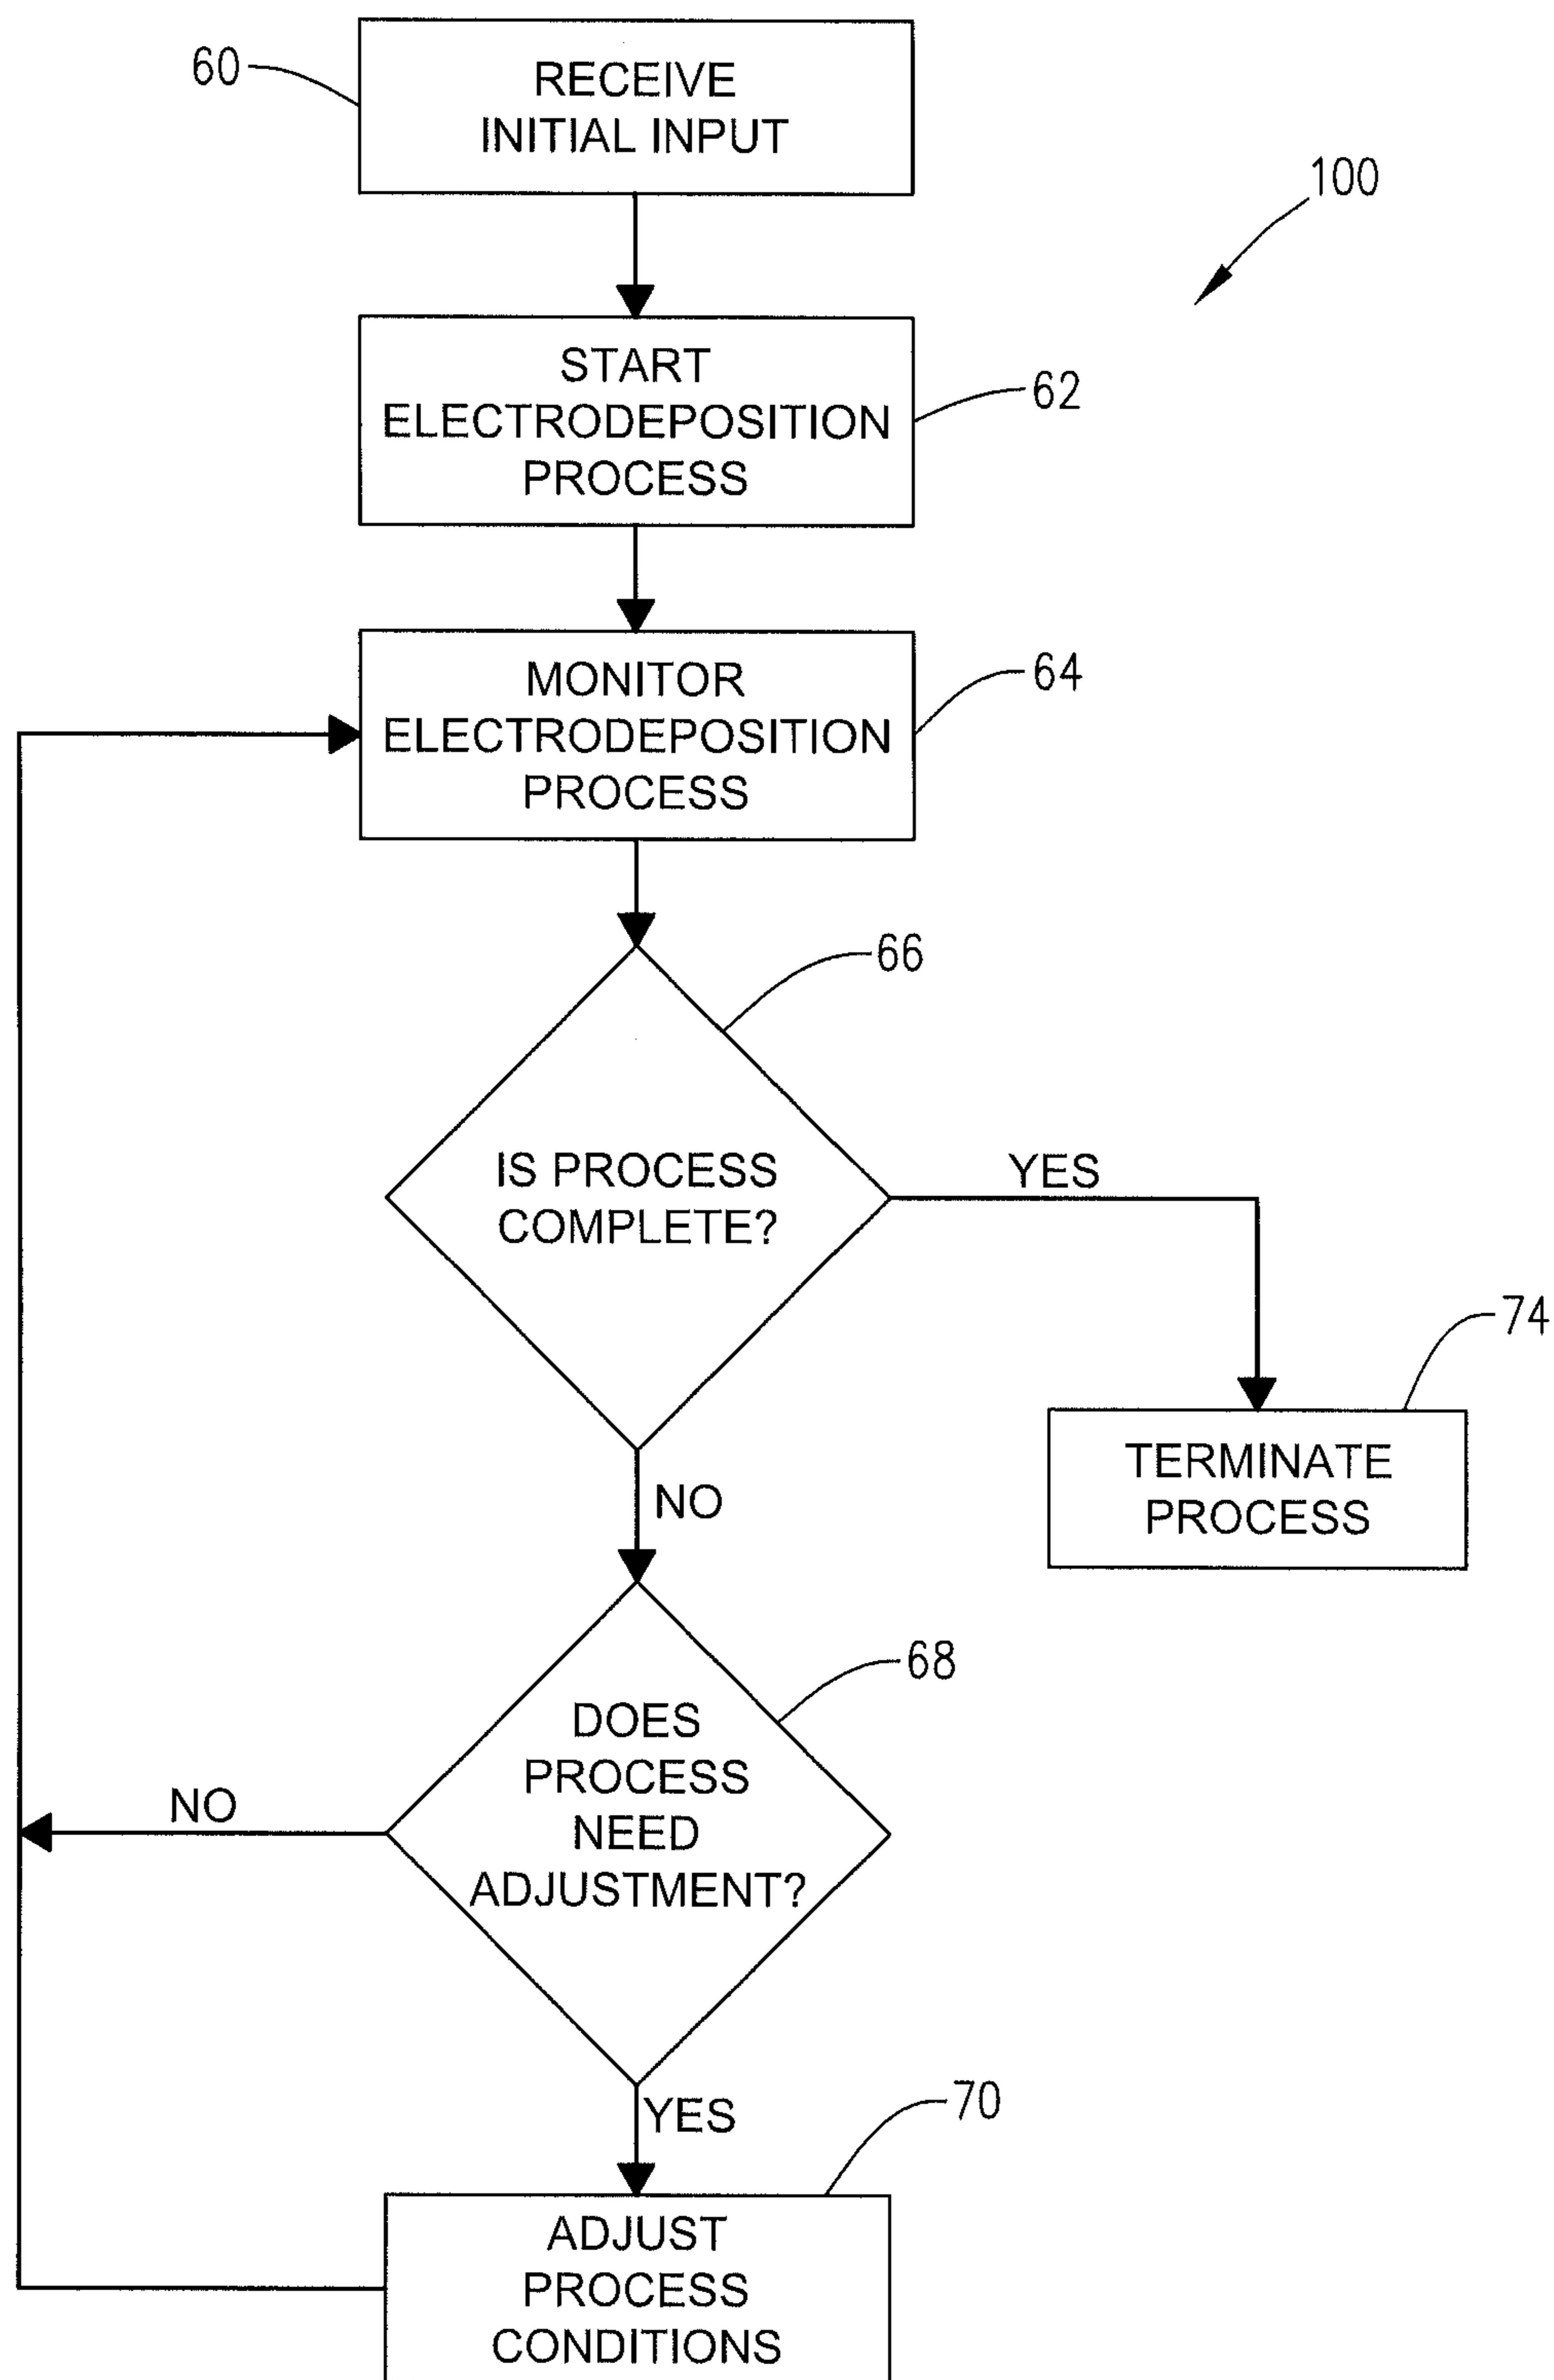 60
RECEIVE
INITIAL INPUT
100
START
ELECTRODEPOSITION
PROCESS
62
MONITOR
ELECTRODEPOSITION
PROCESS
64
66
IS PROCESS
COMPLETE?
YES
74
TERMINATE
PROCESS
NO
68
DOES
PROCESS
NEED
ADJUSTMENT?
NO
YES
70
ADJUST
PROCESS
CONDITIONS